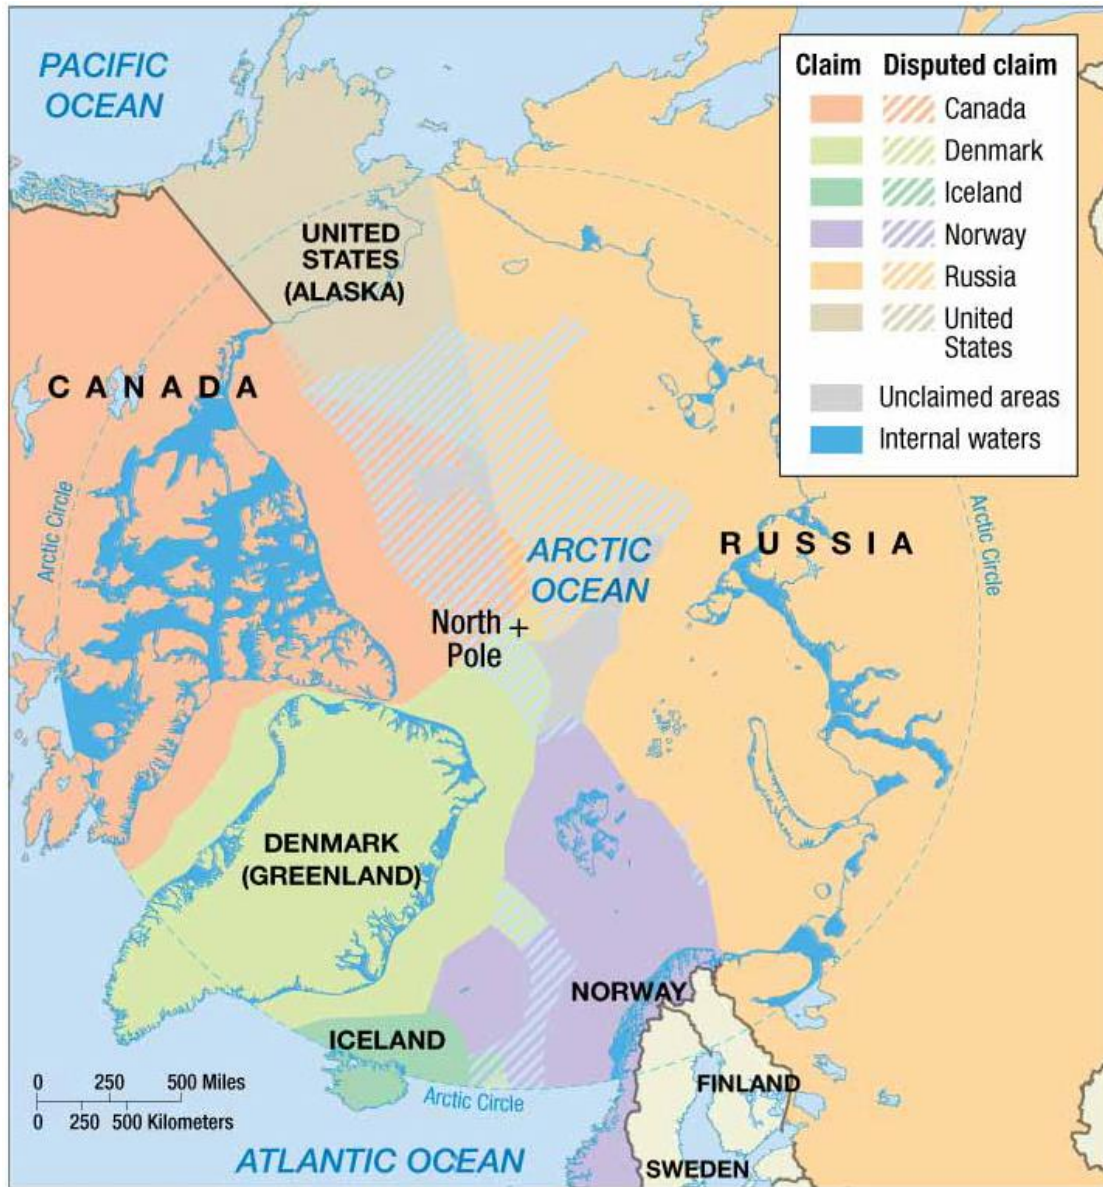 PACIFIC
OCEAN
Claim Disputed claim
Canada
Denmark
Iceland
Norway
Russia
United
States
Unclaimed areas
Internal waters
UNITED
STATES
(ALASKA)
CANADA
Arctic Circle
Arctic Circle
ARCTIC
OCEAN
RUSSIA
North
Pole
DENMARK
(GREENLAND)
NORWAY
ICELAND
0 250 500 Miles
0 250 500 Kilometers
Arctic Circle
FINLAND
ATLANTIC OCEAN
SWEDEN